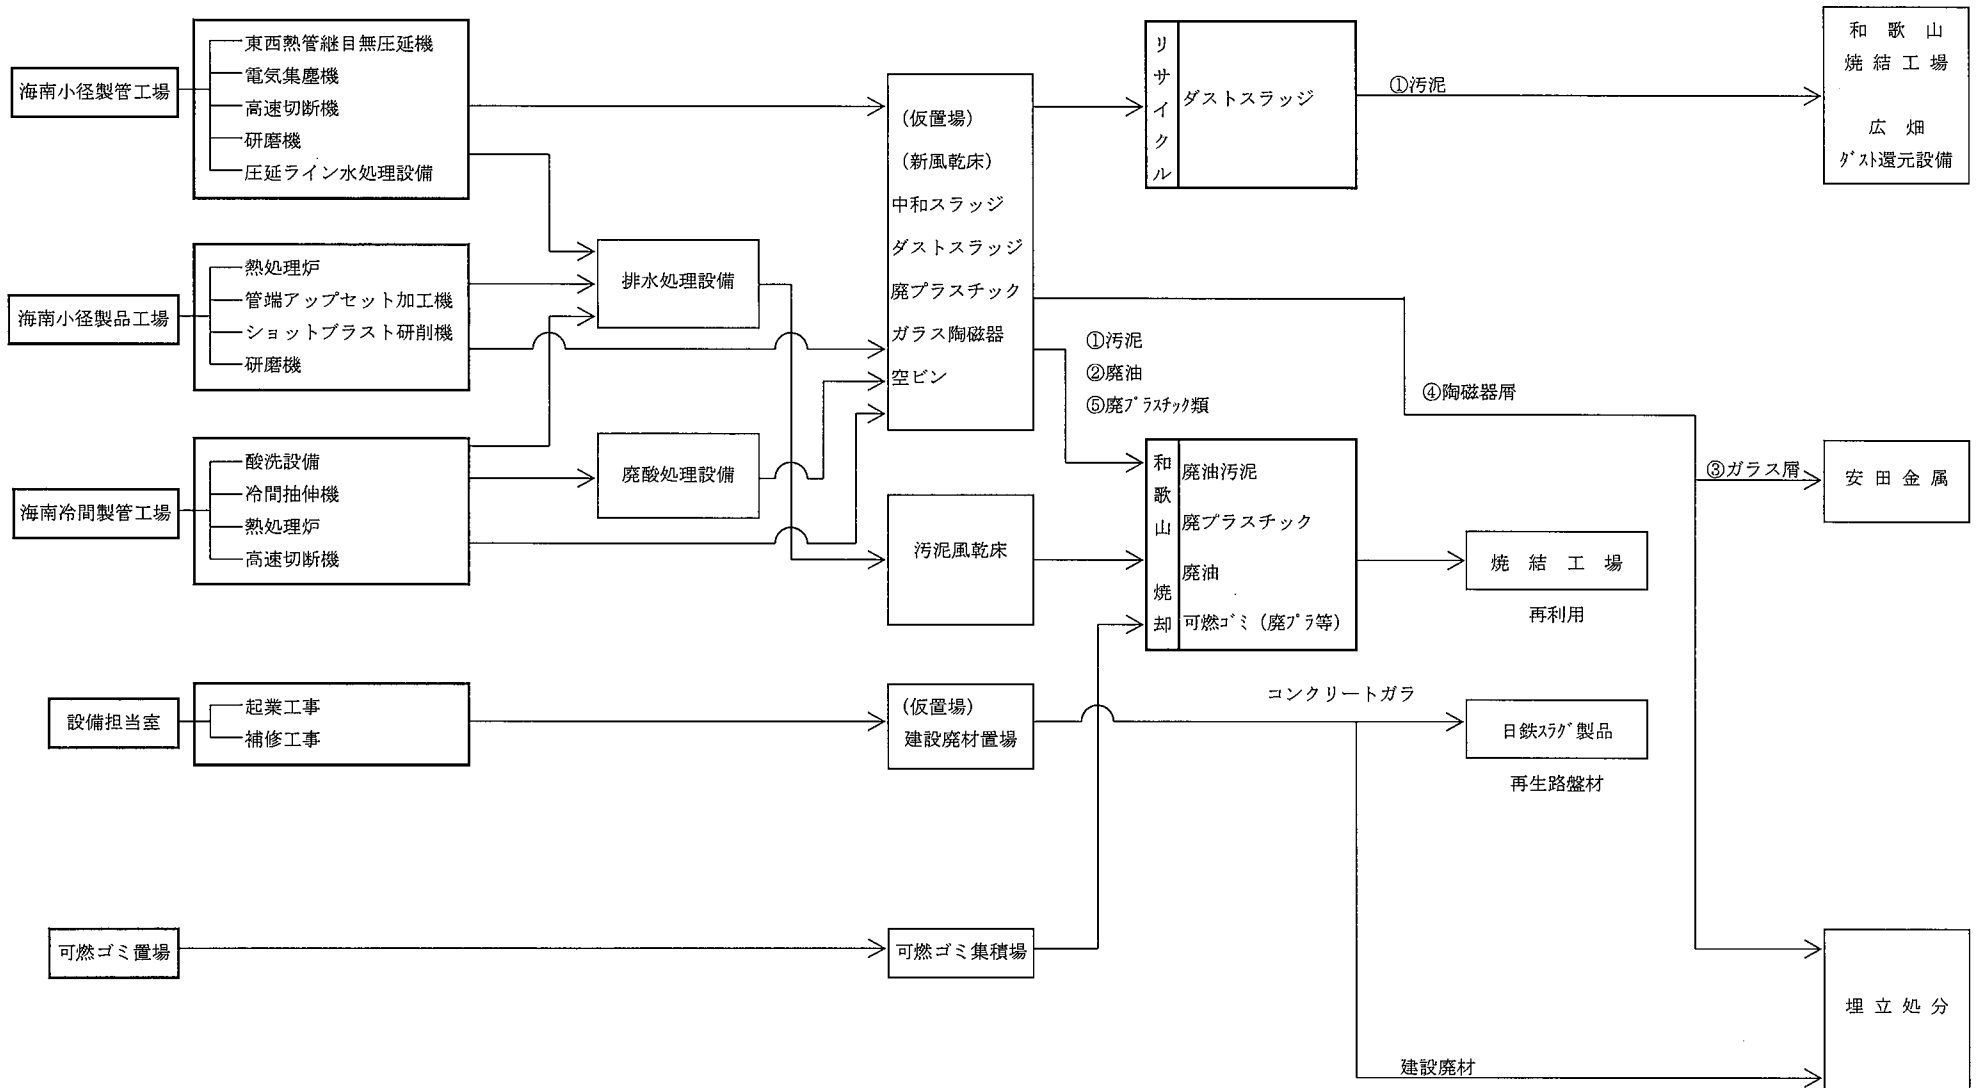 海南小径製管工場
東西熱管継目無圧延機
電気集塵機
高速切断機
研磨機
圧延ライン水処理設備
海南小径製品工場
熱処理炉
管端アップセット加工機
ショットブラスト研削機
研磨機
海南冷間製管工場
酸洗設備
冷間抽伸機
熱処理炉
高速切断機
設備担当室
起業工事
補修工事
可燃ゴミ置場
排水処理設備
廃酸処理設備
(仮置場)
(新風乾床)
中和スラッジ
ダストスラッジ
廃プラスチック
ガラス陶磁器
空ビン
汚泥風乾床
(仮置場)
建設廃材置場
可燃ゴミ集積場
リサイクル
ダストスラッジ
①汚泥
②廃油
⑤廃プラスチック類
和歌山 焼却
廃油汚泥
廃プラスチック
廃油
可燃ゴミ(廃プラ等)
①汚泥
④陶磁器屑
③ガラス屑
コンクリートガラ
建設廃材
焼結工場
再利用
日鉄スラグ製品
再生路盤材
和歌山
焼結工場
広畑
ダスト還元設備
安田金属
埋立処分